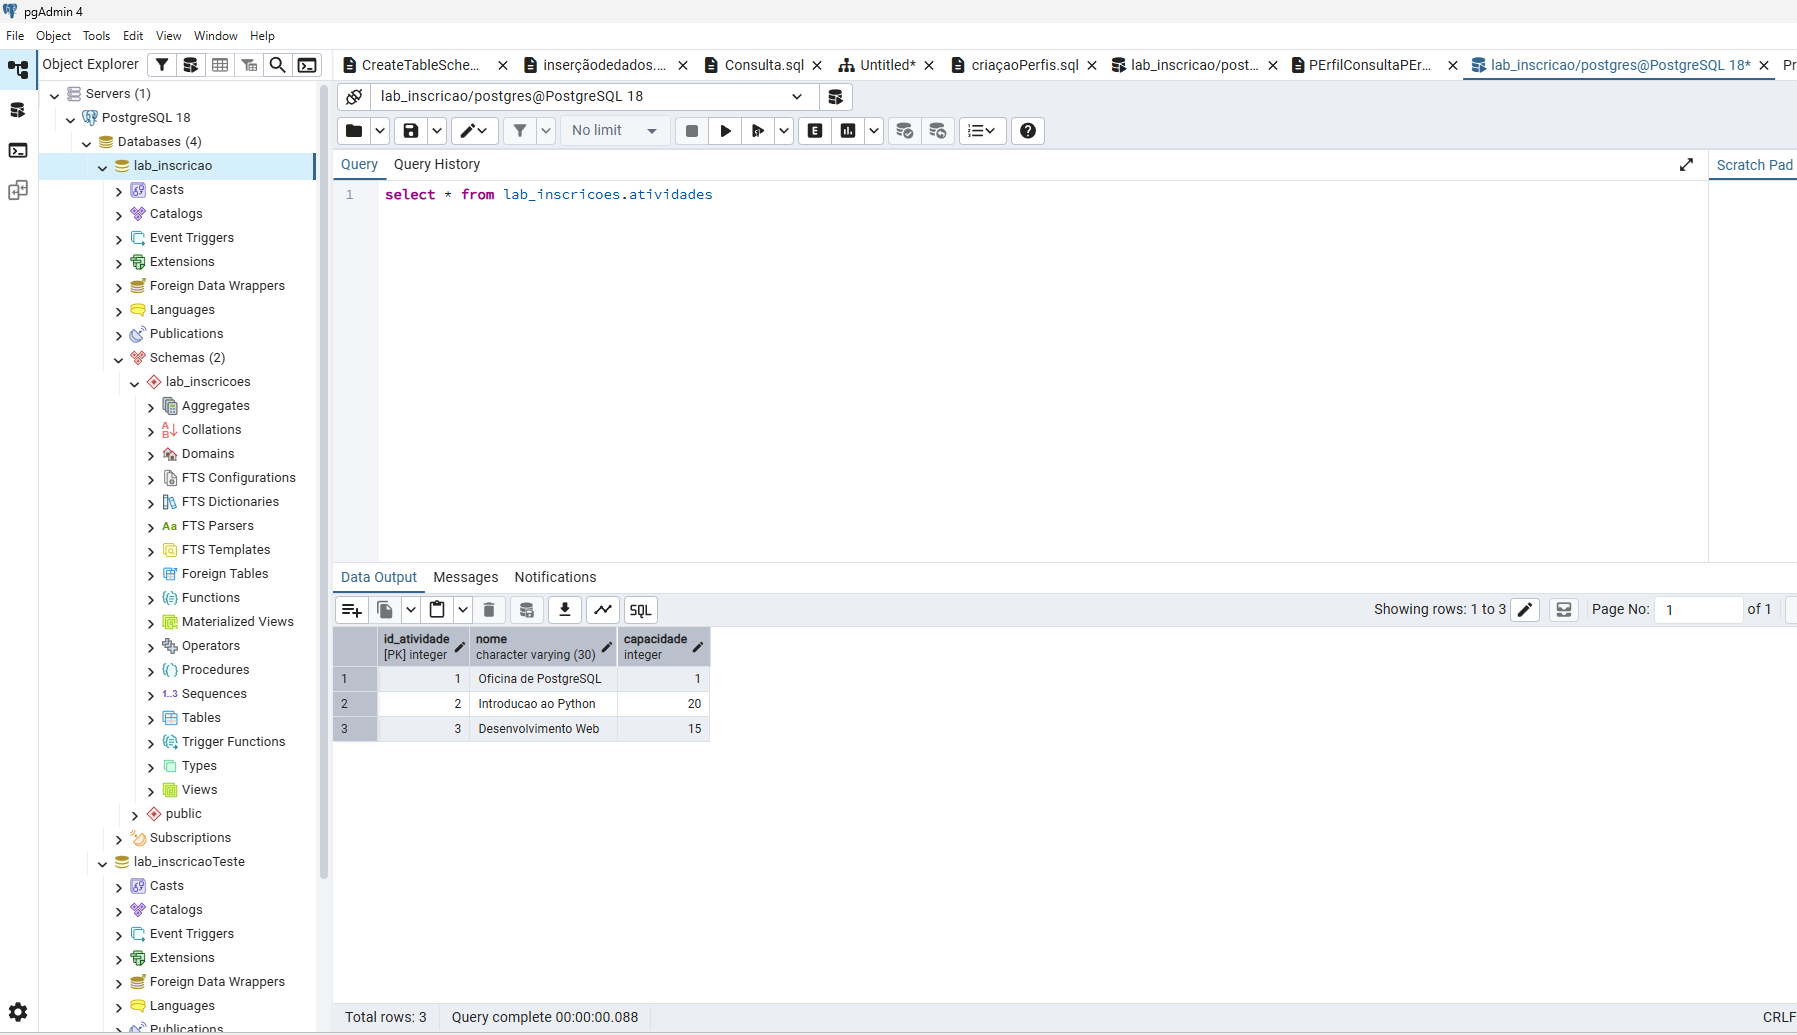 pgAdmin 4
File Object Tools Edit View Window Help
Object Explorer
CreateTableSche... inserçãodedados.... Consulta.sql Untitled* criaçaoPerfis.sql lab_inscricao/post... PErfilConsultaPEr... lab_inscricao/postgres@PostgreSQL 18* Pr
Servers (1)
PostgreSQL 18
Databases (4)
lab_inscricao
Casts
Catalogs
Event Triggers
Extensions
Foreign Data Wrappers
Languages
Publications
Schemas (2)
lab_inscricoes
Aggregates
Collations
Domains
FTS Configurations
FTS Dictionaries
Aa FTS Parsers
FTS Templates
Foreign Tables
Functions
Materialized Views
Operators
Procedures
1..3 Sequences
Tables
Trigger Functions
Types
Views
public
Subscriptions
lab_inscricaoTeste
Casts
Catalogs
Event Triggers
Extensions
Foreign Data Wrappers
Languages
Publications
lab_inscricao/postgres@PostgreSQL 18
No limit E
Query Query History Scratch Pad
1 select * from lab_inscricoes.atividades
Data Output Messages Notifications
SQL Showing rows: 1 to 3 Page No: 1 of 1
id_atividade nome capacidade
[PK] integer character varying (30) integer
1 1 Oficina de PostgreSQL 1
2 2 Introducao ao Python 20
3 3 Desenvolvimento Web 15
Total rows: 3 Query complete 00:00:00.088 CRLF